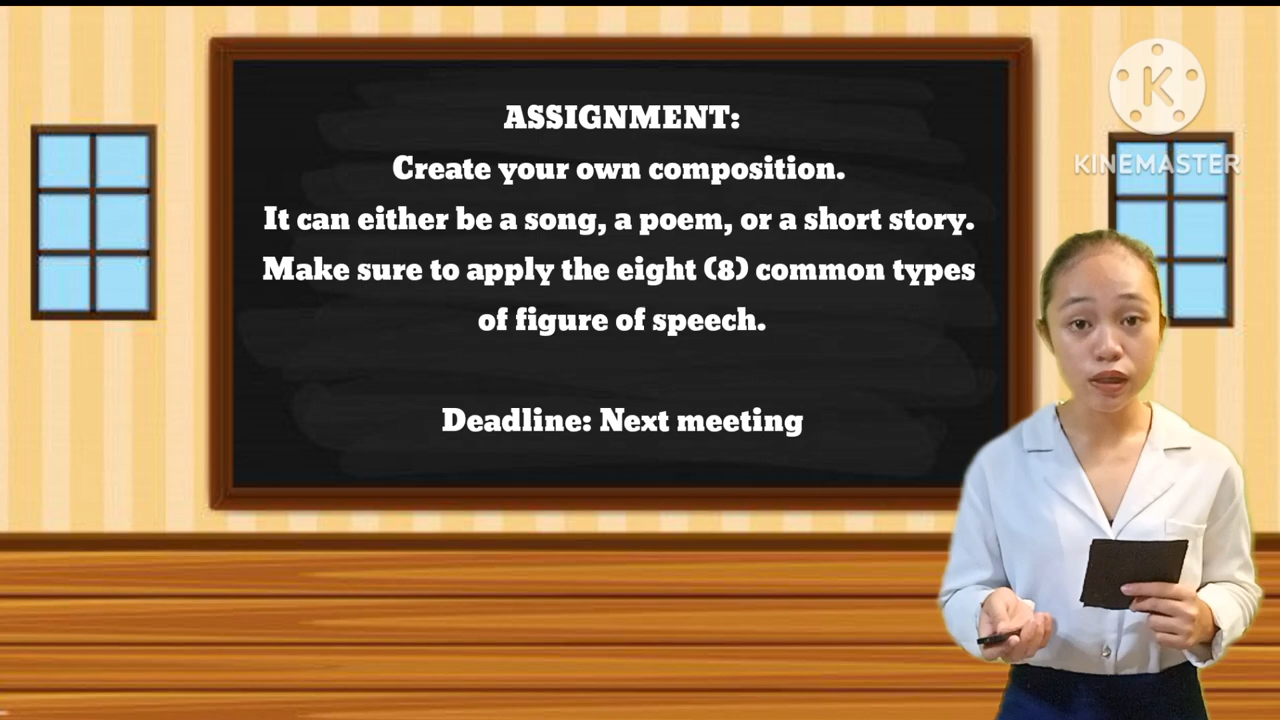 ASSIGNMENT:
Create your own composition.
It can either be a song, a poem, or a short story.
Make sure to apply the eight (8) common types
of figure of speech.
Deadline: Next meeting
K
KINEMASTER